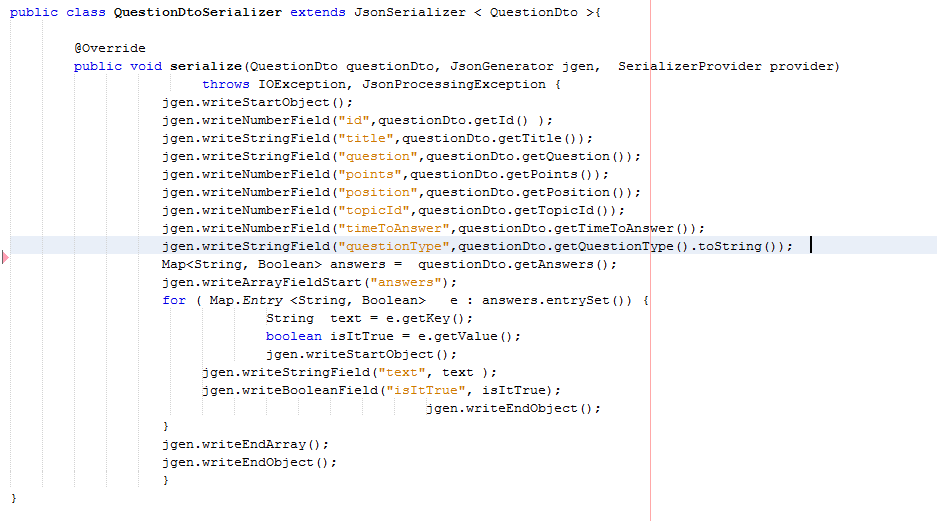 public class QuestionDtoSerializer extends JsonSerializer < QuestionDto >{
@Override
public void serialize(QuestionDto questionDto, JsonGenerator jgen,  SerializerProvider provider)
throws IOException, JsonProcessingException {
jgen.writeStartObject();
jgen.writeNumberField("id",questionDto.getId() );
jgen.writeStringField("title",questionDto.getTitle());
jgen.writeStringField("question",questionDto.getQuestion());
jgen.writeNumberField("points",questionDto.getPoints());
jgen.writeNumberField("position",questionDto.getPosition());
jgen.writeNumberField("topicId",questionDto.getTopicId());
jgen.writeNumberField("timeToAnswer",questionDto.getTimeToAnswer());
jgen.writeStringField("questionType",questionDto.getQuestionType().toString());
Map<String, Boolean> answers =  questionDto.getAnswers();
jgen.writeArrayFieldStart("answers");
for ( Map.Entry <String, Boolean>   e : answers.entrySet()) {
String  text = e.getKey();
boolean isItTrue = e.getValue();
jgen.writeStartObject();
jgen.writeStringField("text", text );
jgen.writeBooleanField("isItTrue", isItTrue);
jgen.writeEndObject();
}
jgen.writeEndArray();
jgen.writeEndObject();
}
}